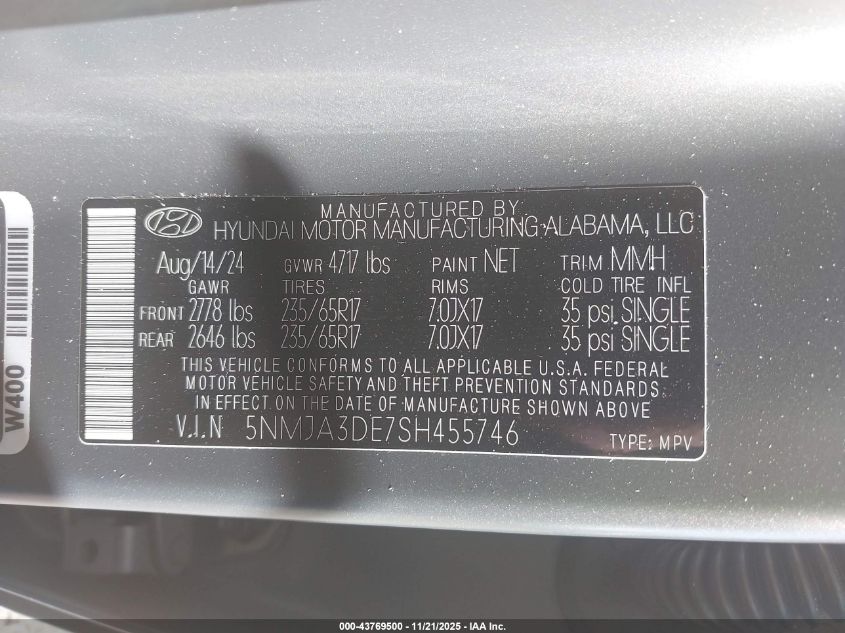 MANUFACTURED BY
HYUNDAI MOTOR MANUFACTURING ALABAMA, LLC
Aug/14/24 GVWR 4717 lbs PAINT NET TRIM MMH
GAWR TIRES RIMS COLD TIRE INFL
FRONT 2778 lbs 235/65R17 7.0JX17 35 psi, SINGLE
REAR 2646 lbs 235/65R17 7.0JX17 35 psi SINGLE
THIS VEHICLE CONFORMS TO ALL APPLICABLE U.S.A. FEDERAL
MOTOR VEHICLE SAFETY AND THEFT PREVENTION STANDARDS
IN EFFECT ON THE DATE OF MANUFACTURE SHOWN ABOVE
V.I.N 5NMJA3DE7SH455746 TYPE: MPV
W400
000-43769500 - 11/21/2025 - IAA Inc.